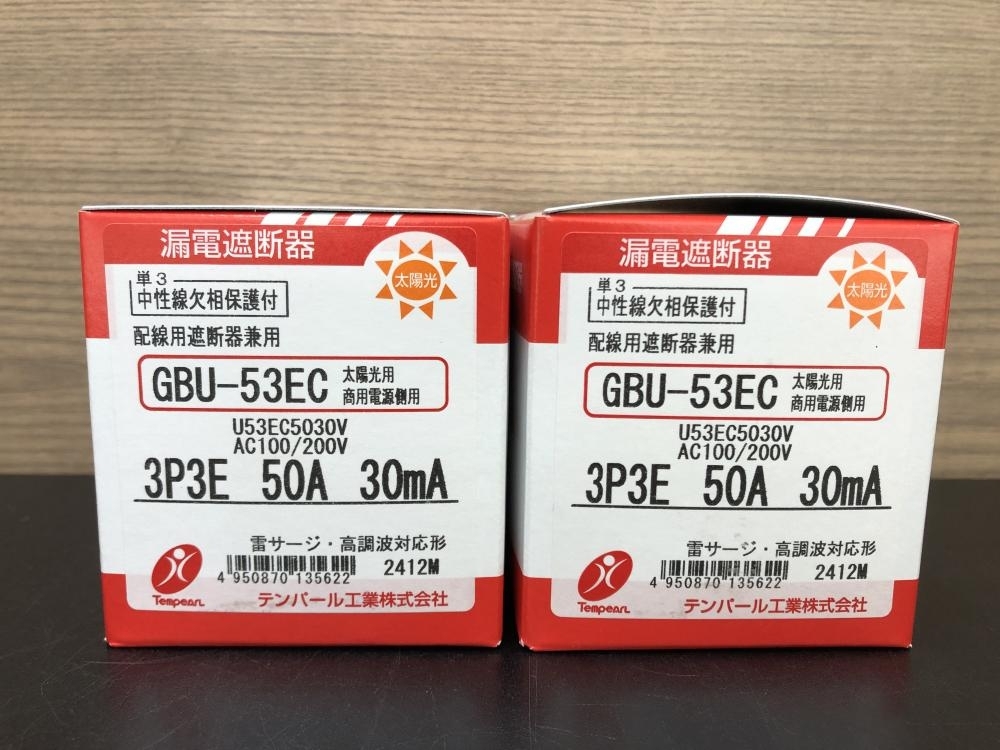 漏電遮断器
太陽光
単3
中性線欠相保護付
配線用遮断器兼用
GBU-53EC
太陽光用
商用電源側用
U53EC5030V
AC100/200V
3P3E 50A 30mA
雷サージ・高調波対応形
4 950870 135622
2412M
Tempearl
テンパール工業株式会社
漏電遮断器
太陽光
単3
中性線欠相保護付
配線用遮断器兼用
GBU-53EC
太陽光用
商用電源側用
U53EC5030V
AC100/200V
3P3E 50A 30mA
雷サージ・高調波対応形
4 950870 135622
2412M
Tempearl
テンパール工業株式会社